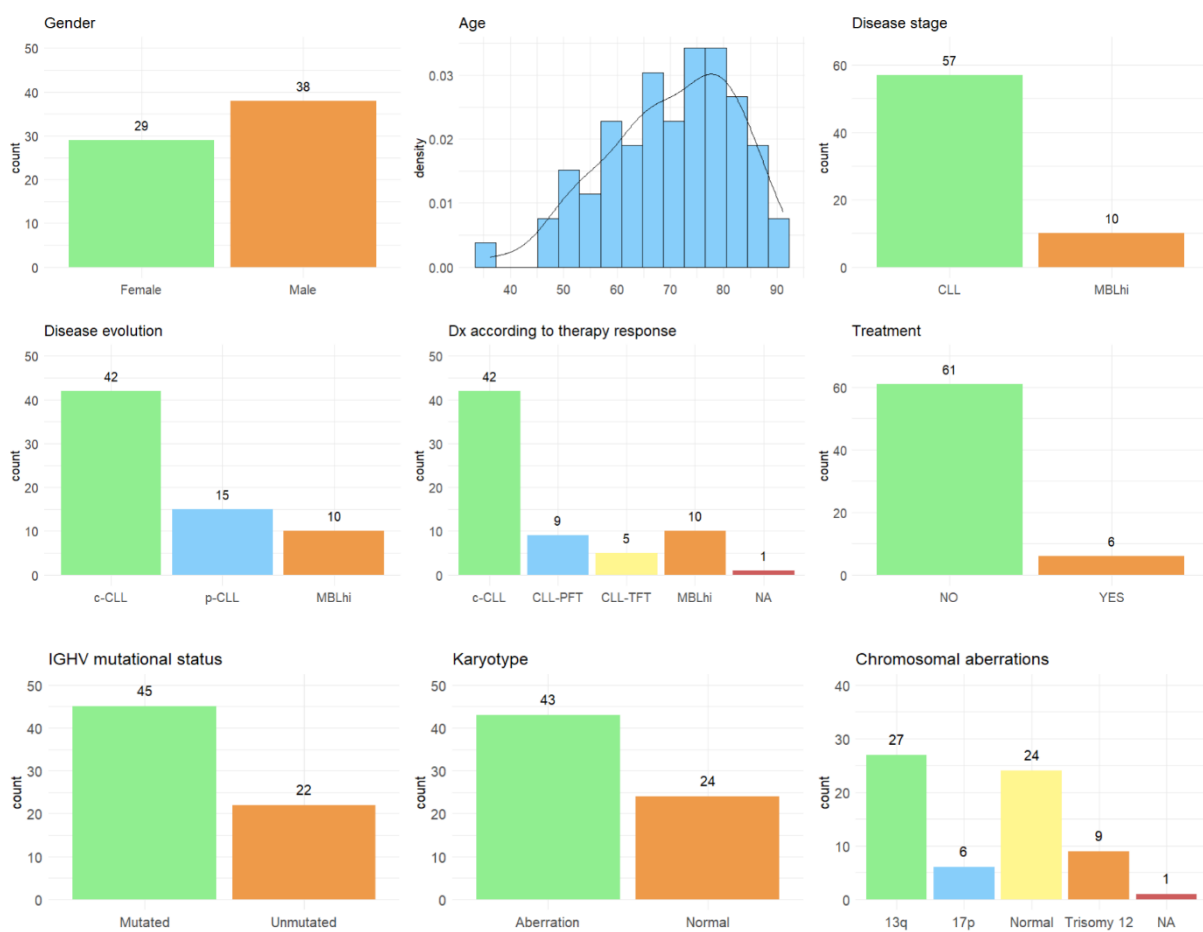 Gender
50
40
30
20
10
0
count
29
38
Female Male
Age
0.03
0.02
0.01
0.00
density
40 50 60 70 80 90
Disease stage
60
40
20
0
count
57
10
CLL MBLhi
Disease evolution
50
40
30
20
10
0
count
42
15
10
c-CLL p-CLL MBLhi
Dx according to therapy response
50
40
30
20
10
0
count
42
9
5
10
1
c-CLL CLL-PFT CLL-TFT MBLhi NA
Treatment
60
40
20
0
count
61
6
NO YES
IGHV mutational status
50
40
30
20
10
0
count
45
22
Mutated Unmutated
Karyotype
50
40
30
20
10
0
count
43
24
Aberration Normal
Chromosomal aberrations
40
30
20
10
0
count
27
6
24
9
1
13q 17p Normal Trisomy 12 NA